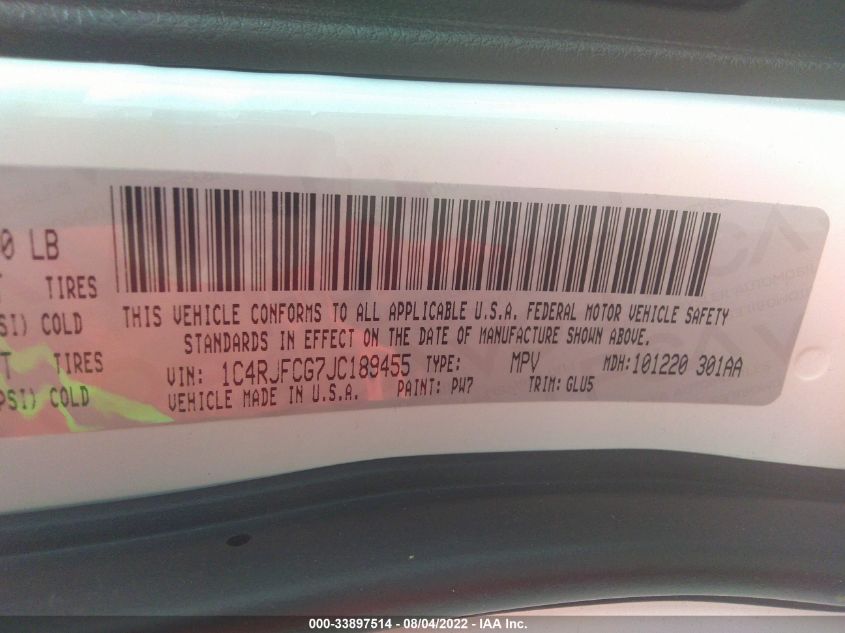 0 LB
TIRES
SI) COLD
T TIRES
PSI) COLD
THIS VEHICLE CONFORMS TO ALL APPLICABLE U.S.A. FEDERAL MOTOR VEHICLE SAFETY
STANDARDS IN EFFECT ON THE DATE OF MANUFACTURE SHOWN ABOVE.
VIN: 1C4RJFCG7JC189455 TYPE: MPV MDH:101220 301AA
VEHICLE MADE IN U.S.A. PAINT: PW7 TRIM: GLU5
000-33897514 - 08/04/2022 - IAA Inc.